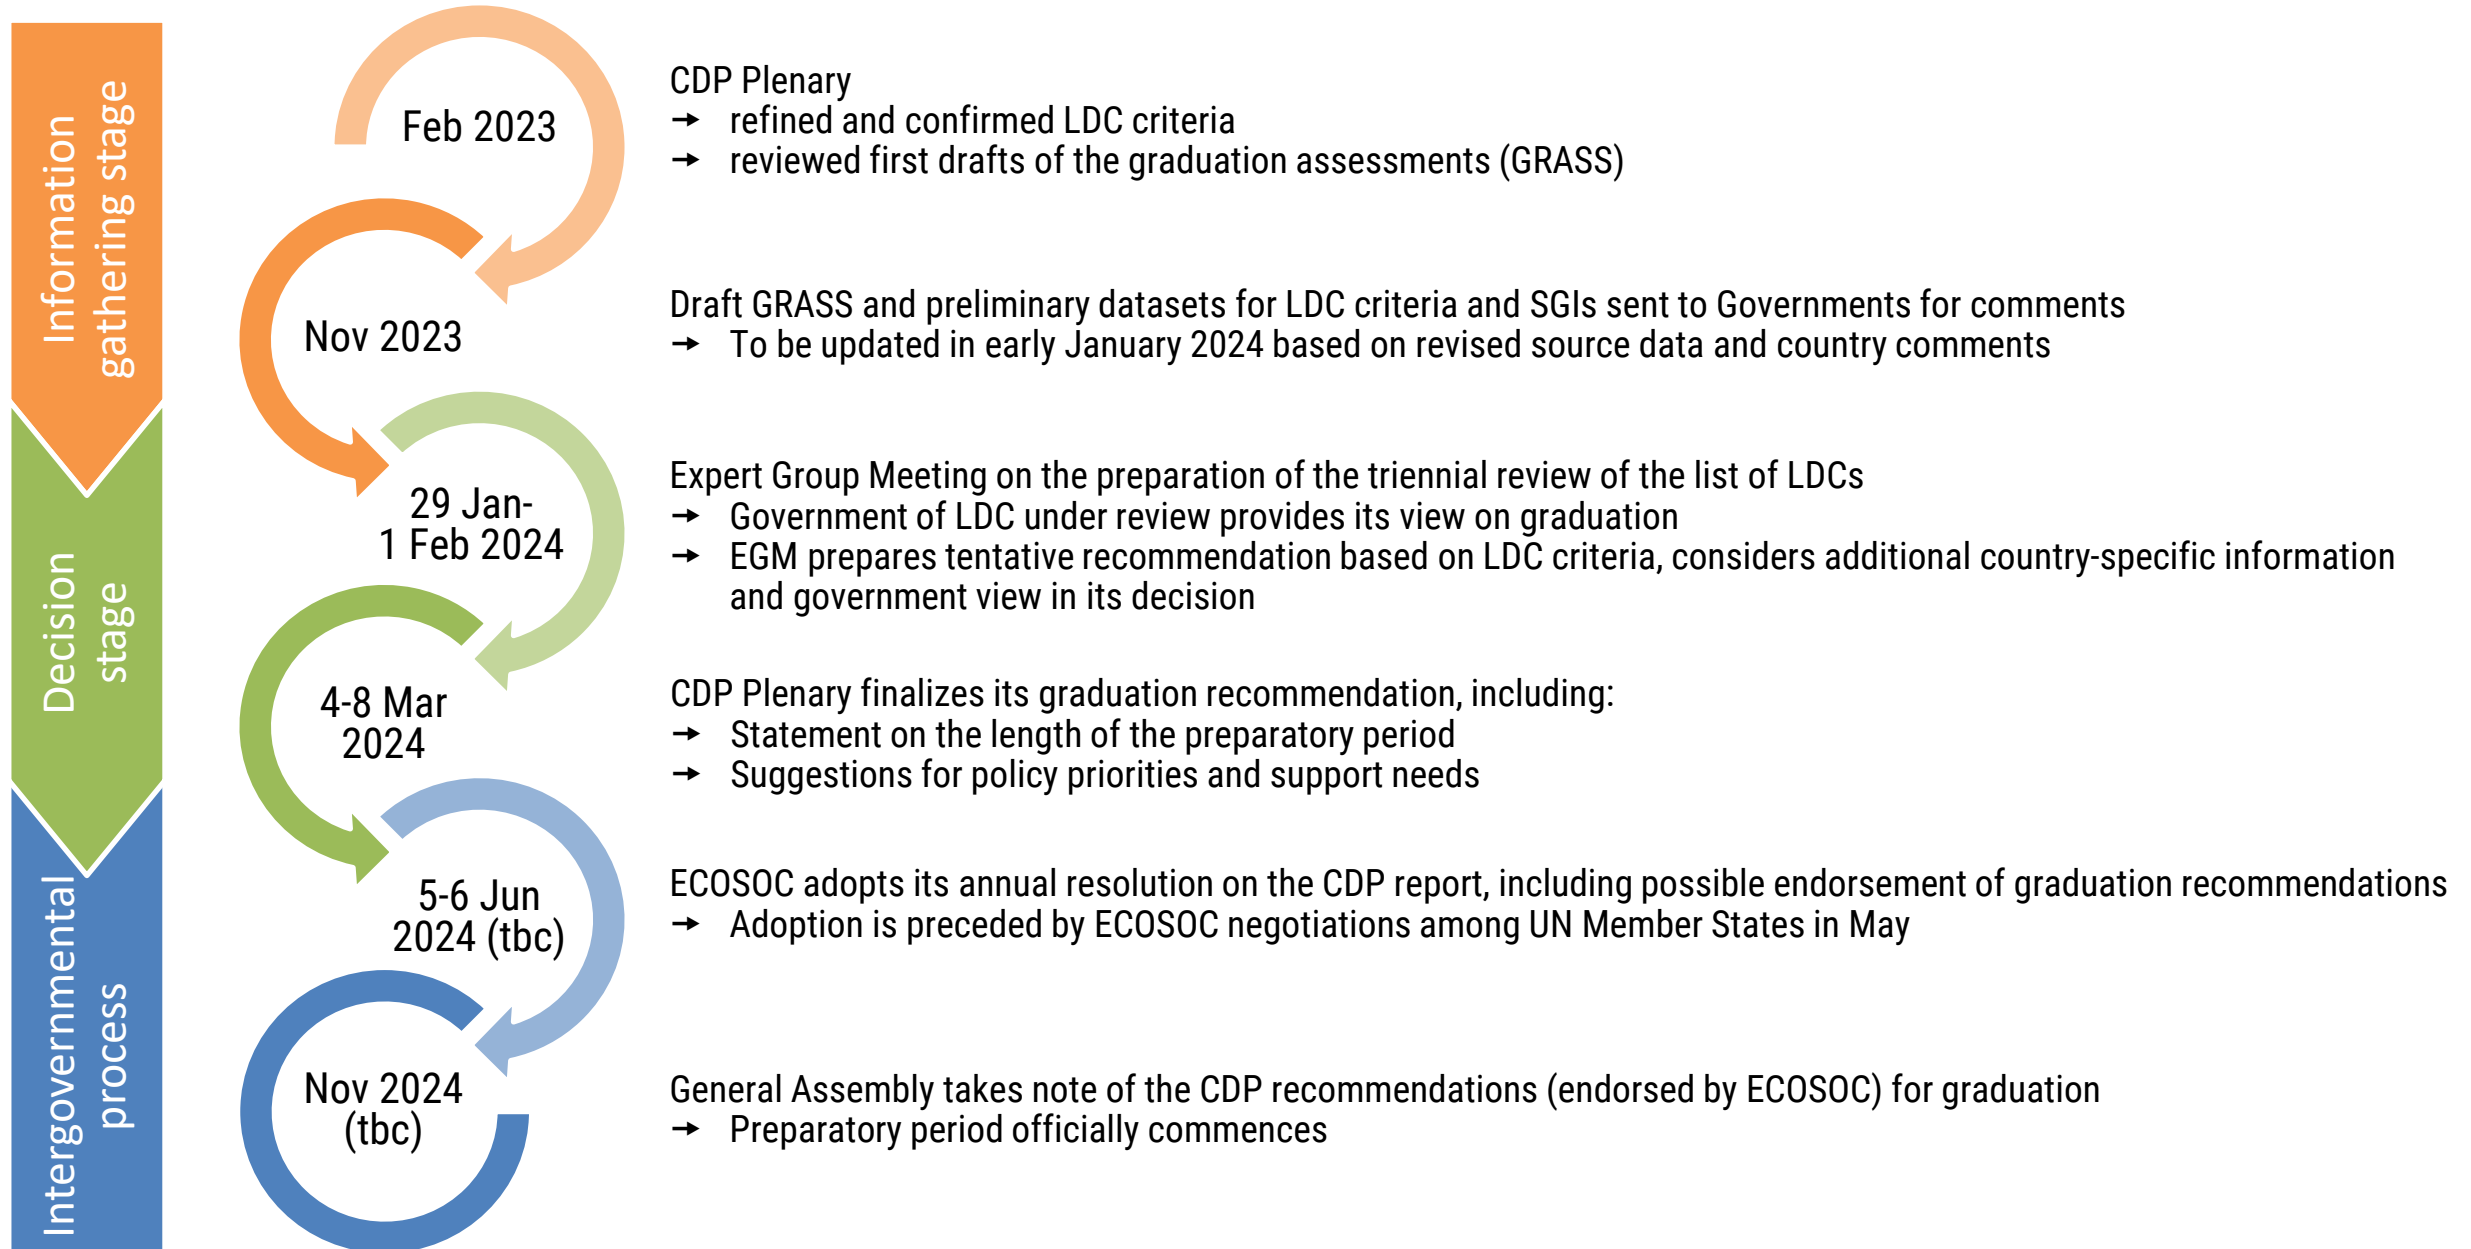 Information
gathering stage
Feb 2023
CDP Plenary
→ refined and confirmed LDC criteria
→ reviewed first drafts of the graduation assessments (GRASS)
Nov 2023
Draft GRASS and preliminary datasets for LDC criteria and SGIs sent to Governments for comments
→ To be updated in early January 2024 based on revised source data and country comments
Decision
stage
29 Jan-
1 Feb 2024
Expert Group Meeting on the preparation of the triennial review of the list of LDCs
→ Government of LDC under review provides its view on graduation
→ EGM prepares tentative recommendation based on LDC criteria, considers additional country-specific information
and government view in its decision
4-8 Mar
2024
CDP Plenary finalizes its graduation recommendation, including:
→ Statement on the length of the preparatory period
→ Suggestions for policy priorities and support needs
Intergovernmental
process
5-6 Jun
2024 (tbc)
ECOSOC adopts its annual resolution on the CDP report, including possible endorsement of graduation recommendations
→ Adoption is preceded by ECOSOC negotiations among UN Member States in May
Nov 2024
(tbc)
General Assembly takes note of the CDP recommendations (endorsed by ECOSOC) for graduation
→ Preparatory period officially commences